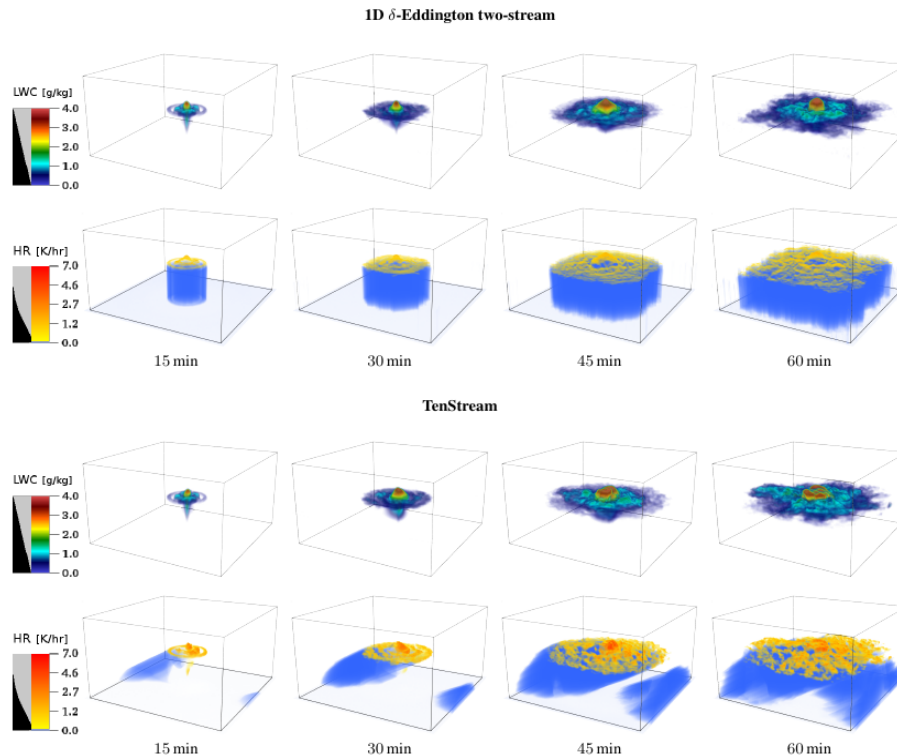 1D δ-Eddington two-stream
LWC [g/kg]
4.0
3.0
2.0
1.0
0.0
HR [K/hr]
7.0
4.7
2.6
1.2
0.0
15 min
30 min
45 min
60 min
TenStream
LWC [g/kg]
4.0
3.0
2.0
1.0
0.0
HR [K/hr]
7.0
4.7
2.6
1.2
0.0
15 min
30 min
45 min
60 min